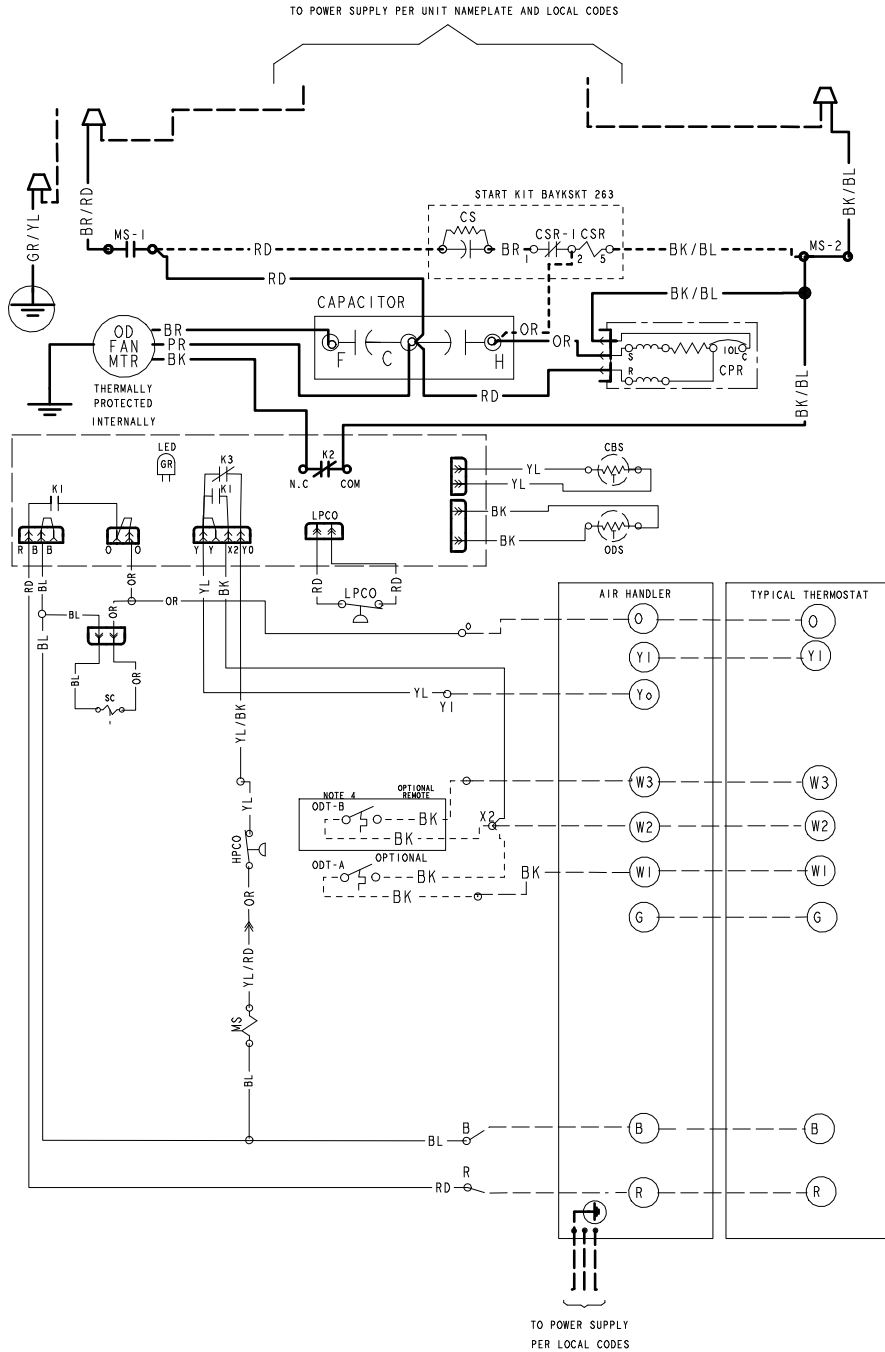 TO POWER SUPPLY PER UNIT NAMEPLATE AND LOCAL CODES
GR/YL
BR/RD
BK/BL
START KIT BAYKSKT 263
MS-1
RD
CS
BR
CSR-1 CSR
1
2
5
BK/BL
MS-2
RD
BK/BL
CAPACITOR
OD
FAN
MTR
BR
PR
BK
F
C
H
OR
OR
S
R
IOL
C
CPR
RD
BK/BL
THERMALLY
PROTECTED
INTERNALLY
LED
GR
K3
K1
K1
K2
N.C
COM
CBS
YL
YL
T
BK
BK
T
ODS
LPCO
R B B
O O
Y Y X2 YO
RD
BL
OR
YL
BK
RD
LPCO
RD
BL
OR
OR
BL
BL
OR
SC
O
YL
Y1
YL/BK
AIR HANDLER
TYPICAL THERMOSTAT
O
O
Y1
Y1
Yo
W3
W3
W2
W2
W1
W1
G
G
NOTE 4
OPTIONAL
REMOTE
ODT-B
BK
BK
X2
ODT-A
OPTIONAL
BK
BK
BK
YL
HPCO
OR
YL/RD
MS
BL
BL
B
B
B
RD
R
R
R
TO POWER SUPPLY
PER LOCAL CODES